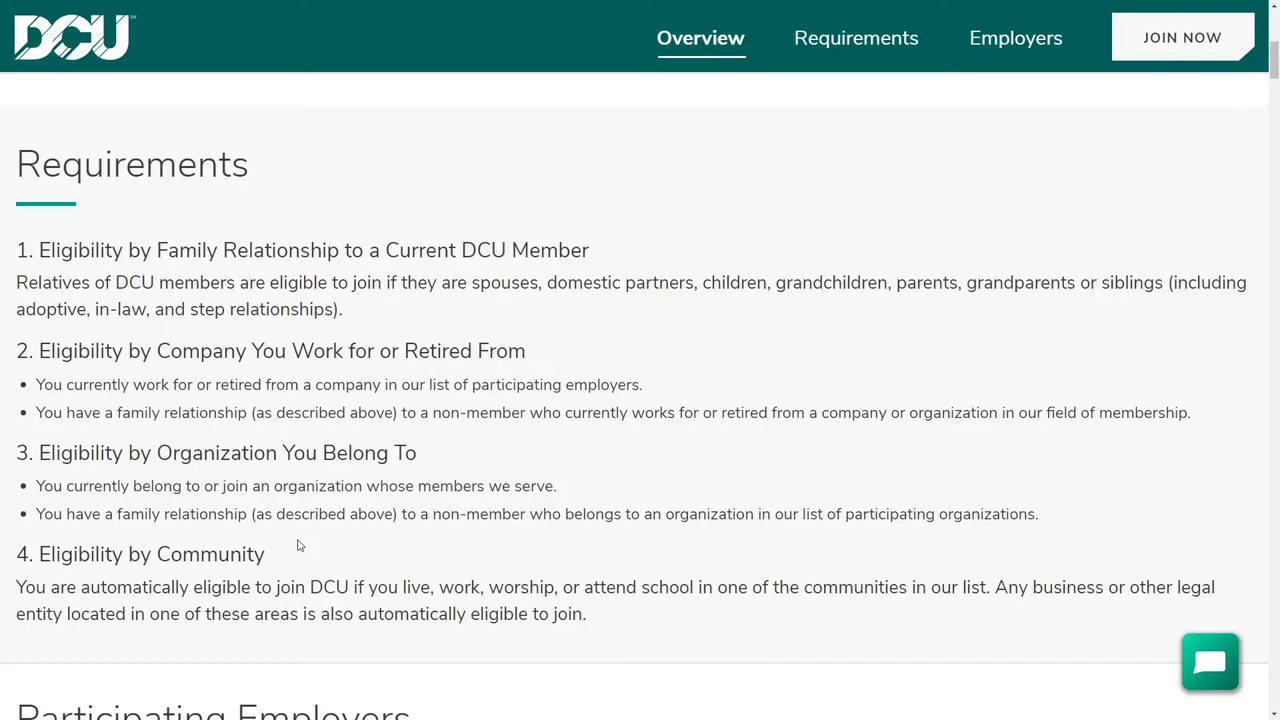 DCU™
Overview
Requirements
Employers
JOIN NOW
Requirements
1. Eligibility by Family Relationship to a Current DCU Member
Relatives of DCU members are eligible to join if they are spouses, domestic partners, children, grandchildren, parents, grandparents or siblings (including
adoptive, in-law, and step relationships).
2. Eligibility by Company You Work for or Retired From
• You currently work for or retired from a company in our list of participating employers.
• You have a family relationship (as described above) to a non-member who currently works for or retired from a company or organization in our field of membership.
3. Eligibility by Organization You Belong To
• You currently belong to or join an organization whose members we serve.
• You have a family relationship (as described above) to a non-member who belongs to an organization in our list of participating organizations.
4. Eligibility by Community
You are automatically eligible to join DCU if you live, work, worship, or attend school in one of the communities in our list. Any business or other legal
entity located in one of these areas is also automatically eligible to join.
Participating Employers